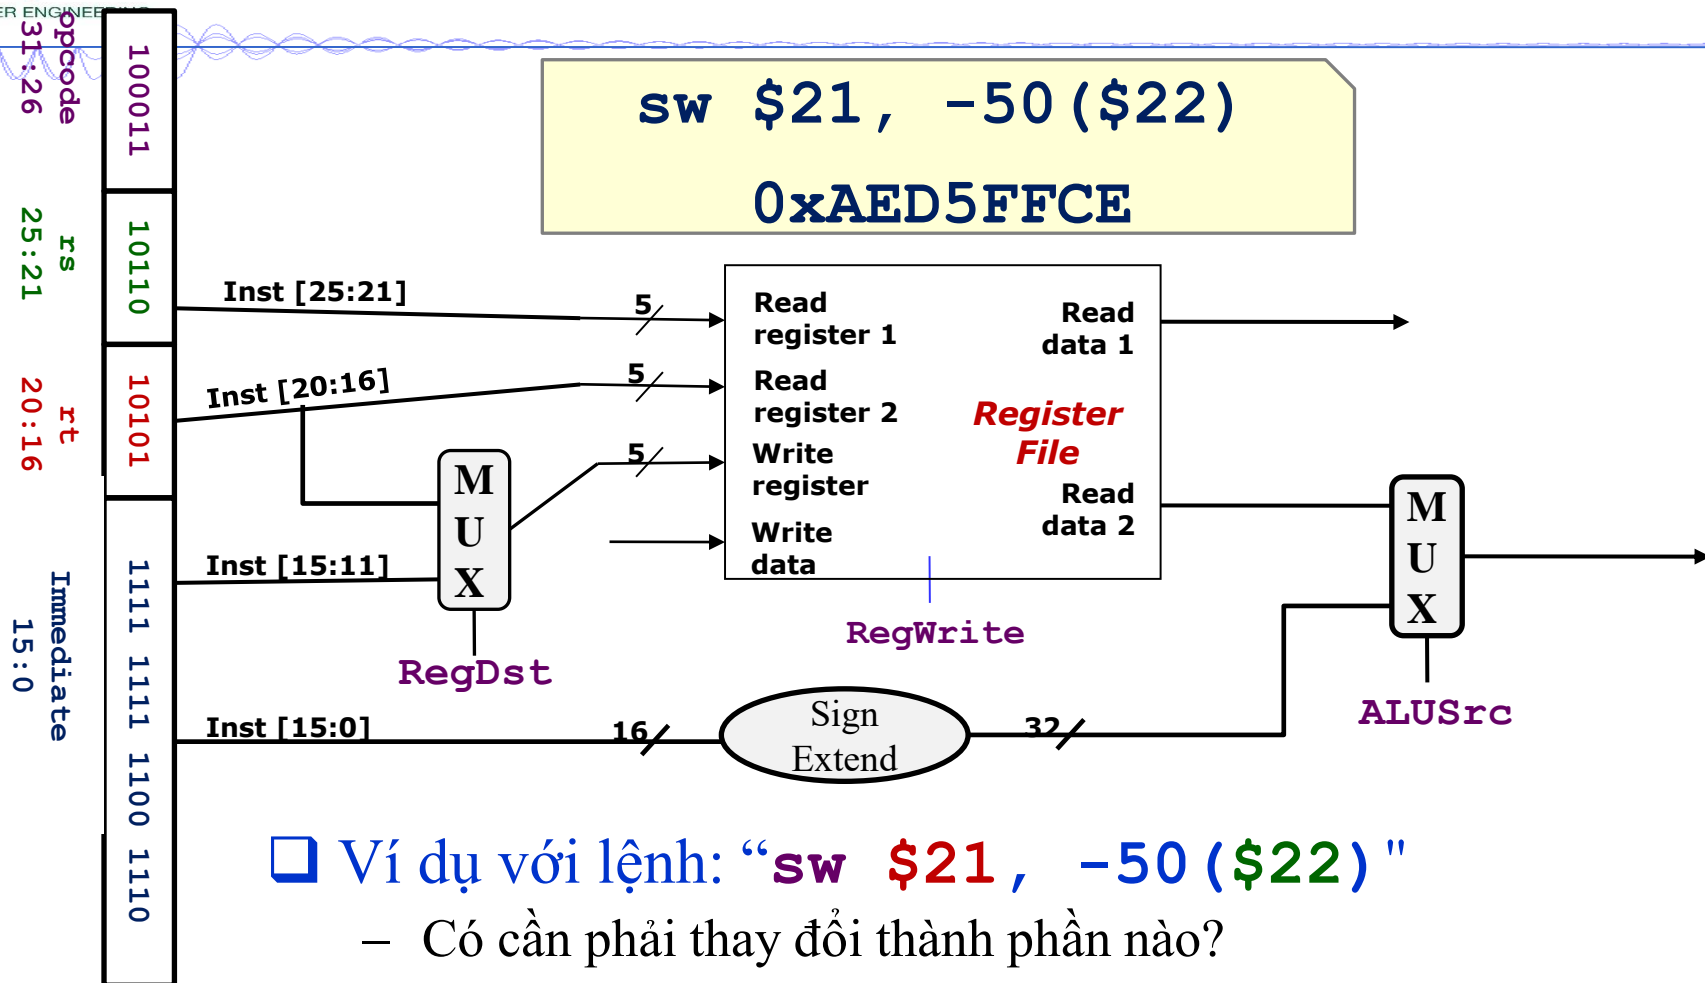 ER ENGINEERING
opcode
31:26
100011
rs
25:21
10110
rt
20:16
10101
Immediate
15:0
1111 1111 1100 1110
sw $21, -50($22)
0xAED5FFCE
Inst [25:21]
5
Inst [20:16]
5
5
Inst [15:11]
Inst [15:0]
16
32
M
U
X
RegDst
Read
register 1
Read
register 2
Write
register
Write
data
Read
data 1
Register
File
Read
data 2
RegWrite
Sign
Extend
M
U
X
ALUSrc
Ví dụ với lệnh: “sw $21, -50($22)"
– Có cần phải thay đổi thành phần nào?